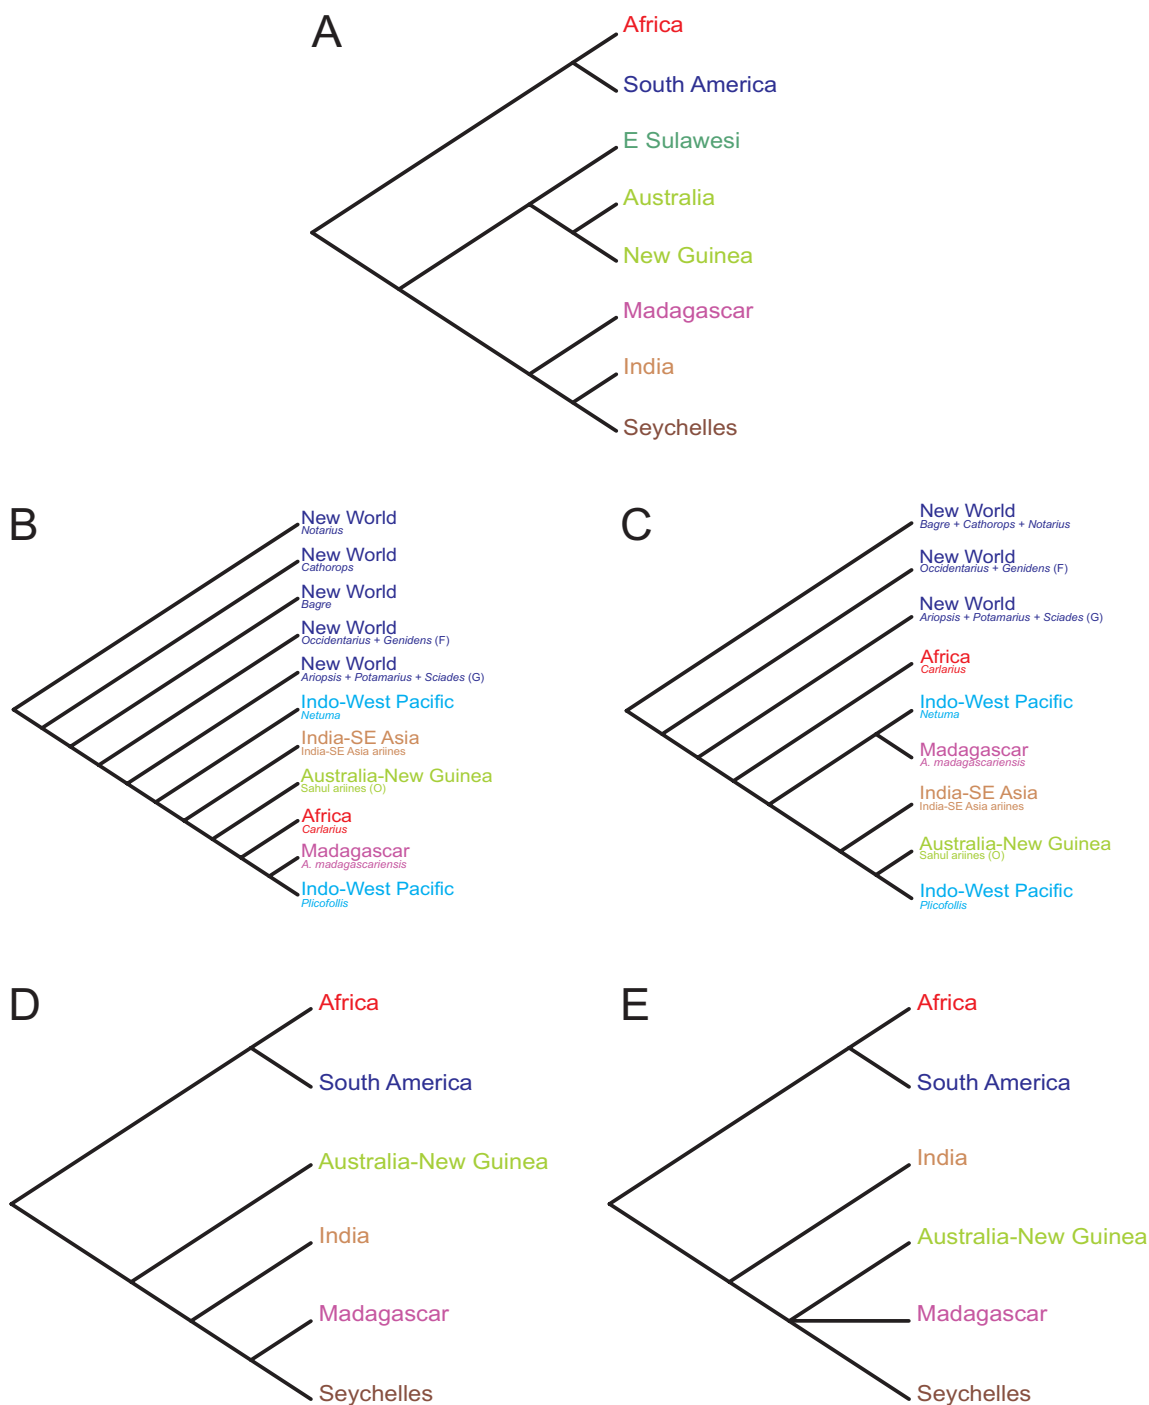 A
Africa
South America
E Sulawesi
Australia
New Guinea
Madagascar
India
Seychelles
B
New World
Notarius
New World
Cathorops
New World
Bagre
New World
Occidentarius + Genidens (F)
New World
Ariopsis + Potamarius + Sciades (G)
Indo-West Pacific
Netuma
India-SE Asia
India-SE Asia ariines
Australia-New Guinea
Sahul ariines (O)
Africa
Carlarius
Madagascar
A. madagascariensis
Indo-West Pacific
Plicofollis
C
New World
Bagre + Cathorops + Notarius
New World
Occidentarius + Genidens (F)
New World
Ariopsis + Potamarius + Sciades (G)
Africa
Carlarius
Indo-West Pacific
Netuma
Madagascar
A. madagascariensis
India-SE Asia
India-SE Asia ariines
Australia-New Guinea
Sahul ariines (O)
Indo-West Pacific
Plicofollis
D
Africa
South America
Australia-New Guinea
India
Madagascar
Seychelles
E
Africa
South America
India
Australia-New Guinea
Madagascar
Seychelles